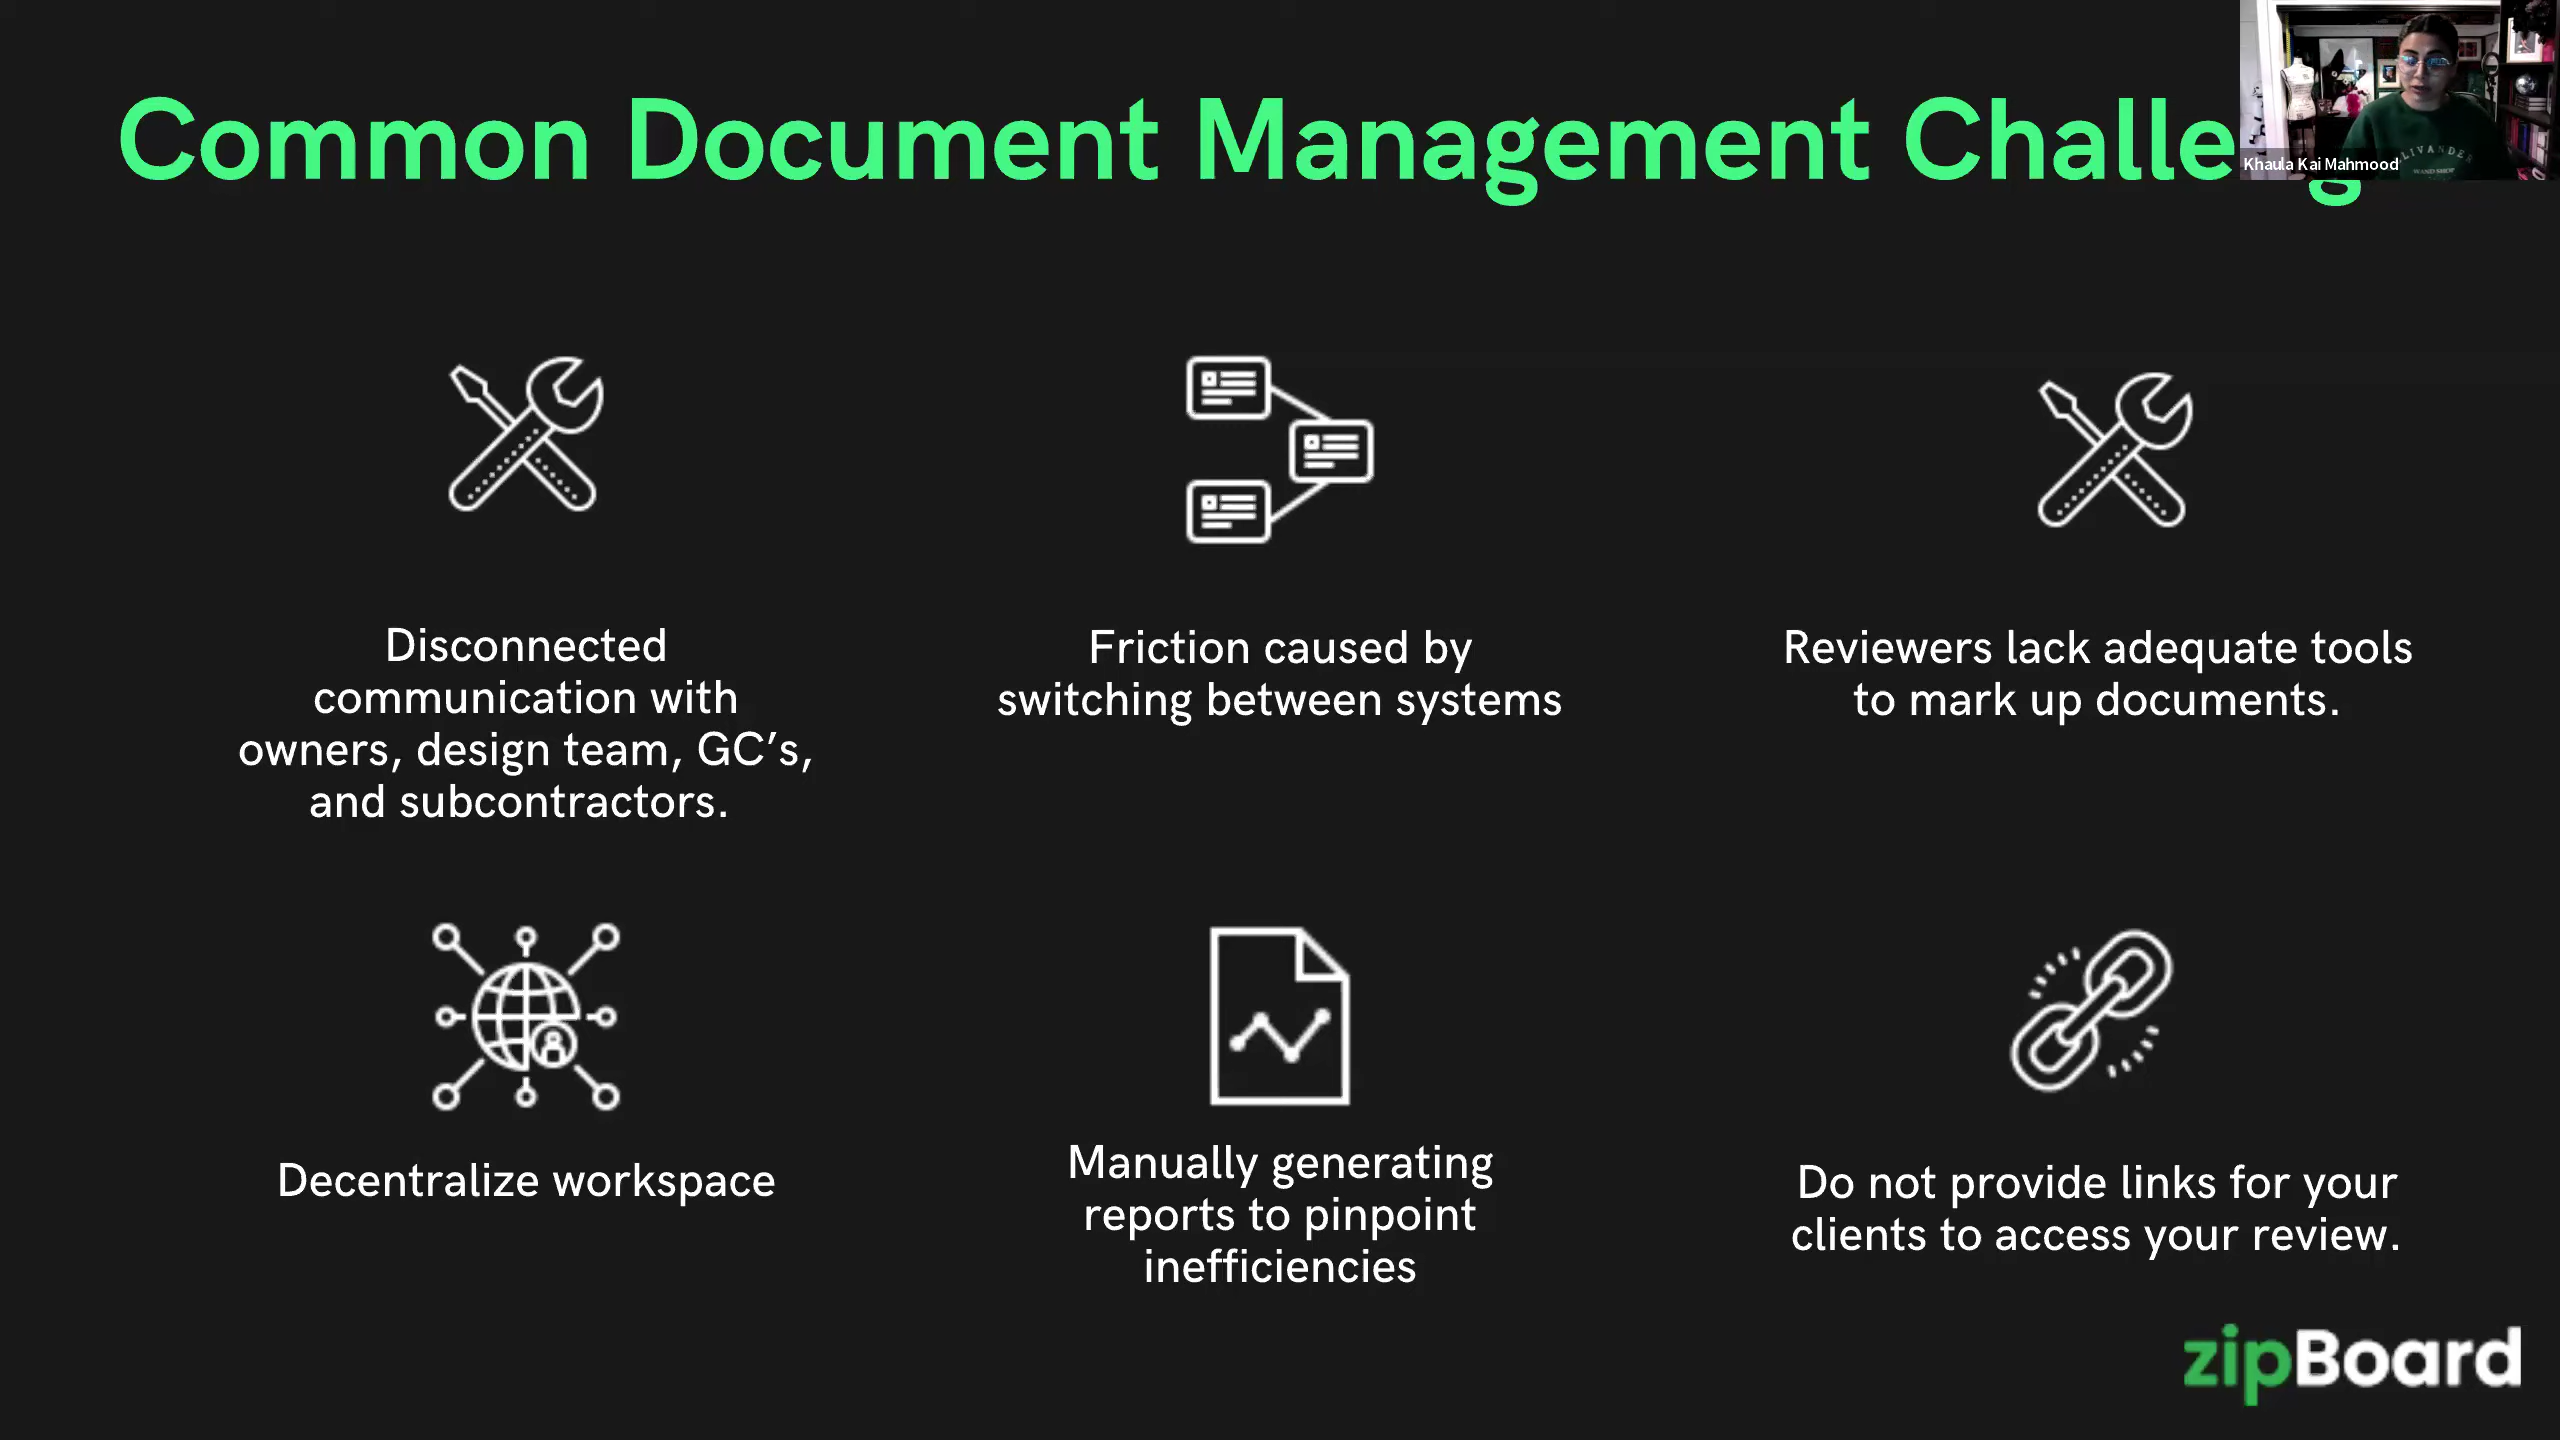 Common Document Management Challeng
Khaula Kai Mahmood
LIVANDER
Disconnected
communication with
owners, design team, GC’s,
and subcontractors.
Friction caused by
switching between systems
Reviewers lack adequate tools
to mark up documents.
Decentralize workspace
Manually generating
reports to pinpoint
inefficiencies
Do not provide links for your
clients to access your review.
zipBoard